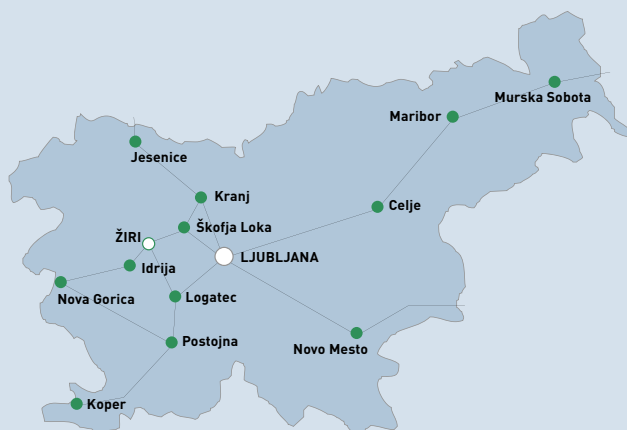 Murska Sobota
Maribor
Jesenice
Kranj
Celje
Škofja Loka
ŽIRI
LJUBLJANA
Idrija
Nova Gorica
Logatec
Postojna
Novo Mesto
Koper